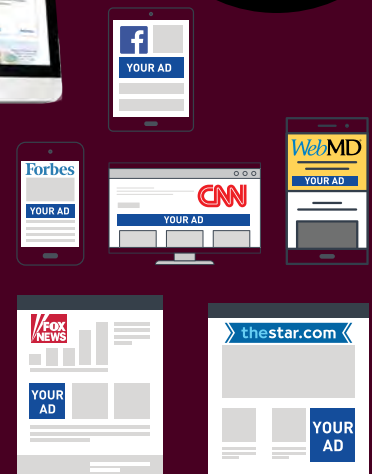 f
YOUR AD
Forbes
YOUR AD
CNN
YOUR AD
WebMD
YOUR AD
FOX
NEWS
YOUR
AD
thestar.com
YOUR
AD